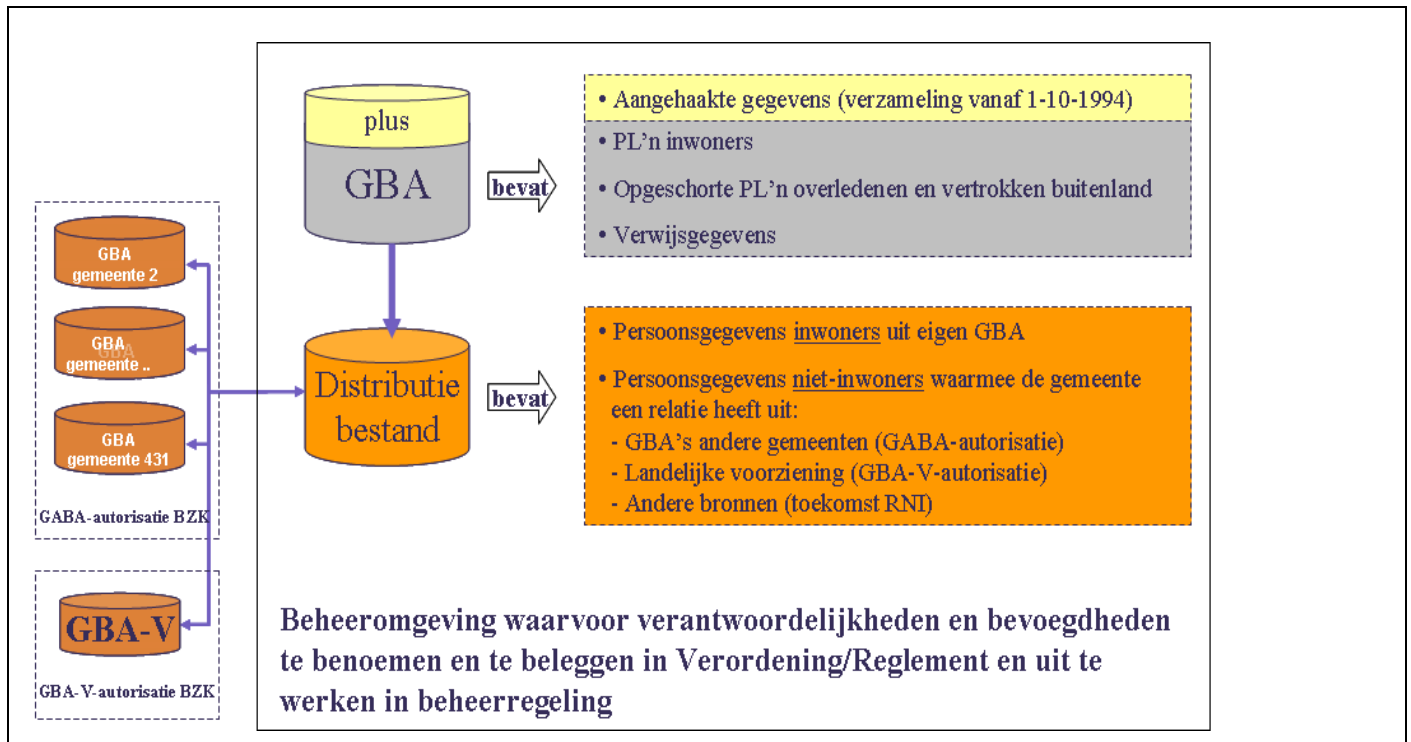 plus
GBA
bevat
• Aangehaakte gegevens (verzameling vanaf 1-10-1994)
• PL’n inwoners
• Opgeschorte PL’n overledenen en vertrokken buitenland
• Verwijsgegevens
GBA
gemeente 2
GBA
GBA
gemeente ..
GBA
gemeente 431
GABA-autorisatie BZK
GBA-V
GBA-V-autorisatie BZK
Distributie
bestand
bevat
• Persoonsgegevens inwoners uit eigen GBA
• Persoonsgegevens niet-inwoners waarmee de gemeente
een relatie heeft uit:
- GBA’s andere gemeenten (GABA-autorisatie)
- Landelijke voorziening (GBA-V-autorisatie)
- Andere bronnen (toekomst RNI)
Beheeromgeving waarvoor verantwoordelijkheden en bevoegdheden
te benoemen en te beleggen in Verordening/Reglement en uit te
werken in beheerregeling